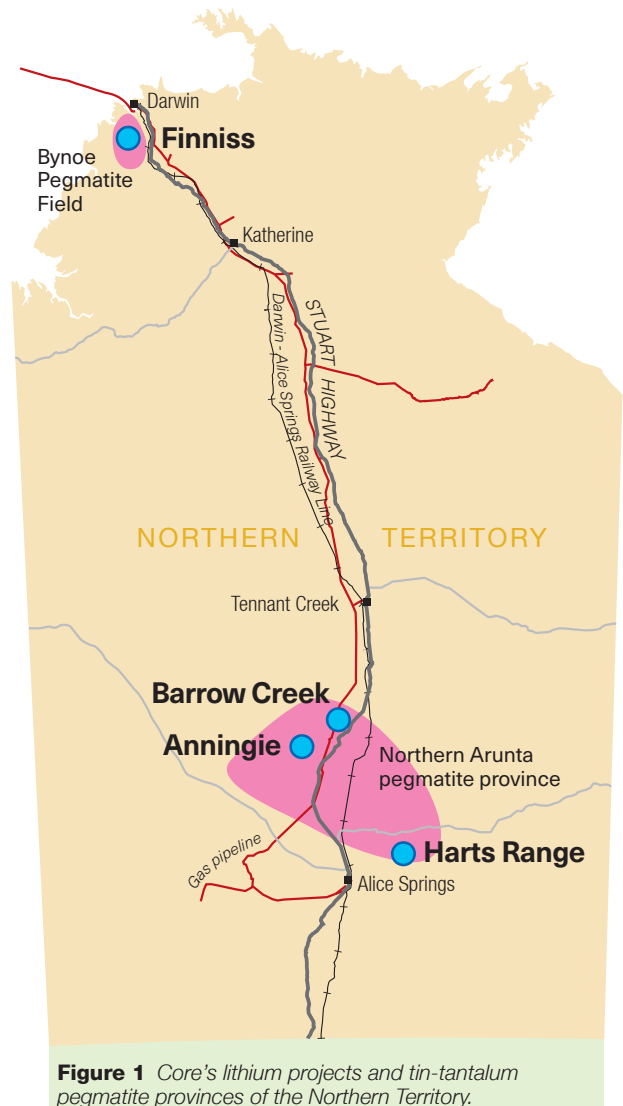 Darwin
Finniss
Bynoe
Pegmatite
Field
Katherine
STUART HIGHWAY
Darwin - Alice Springs Railway Line
NORTHERN TERRITORY
Tennant Creek
Barrow Creek
Anningie
Northern Arunta
pegmatite province
Harts Range
Gas pipeline
Alice Springs
Figure 1 Core's lithium projects and tin-tantalum
pegmatite provinces of the Northern Territory.